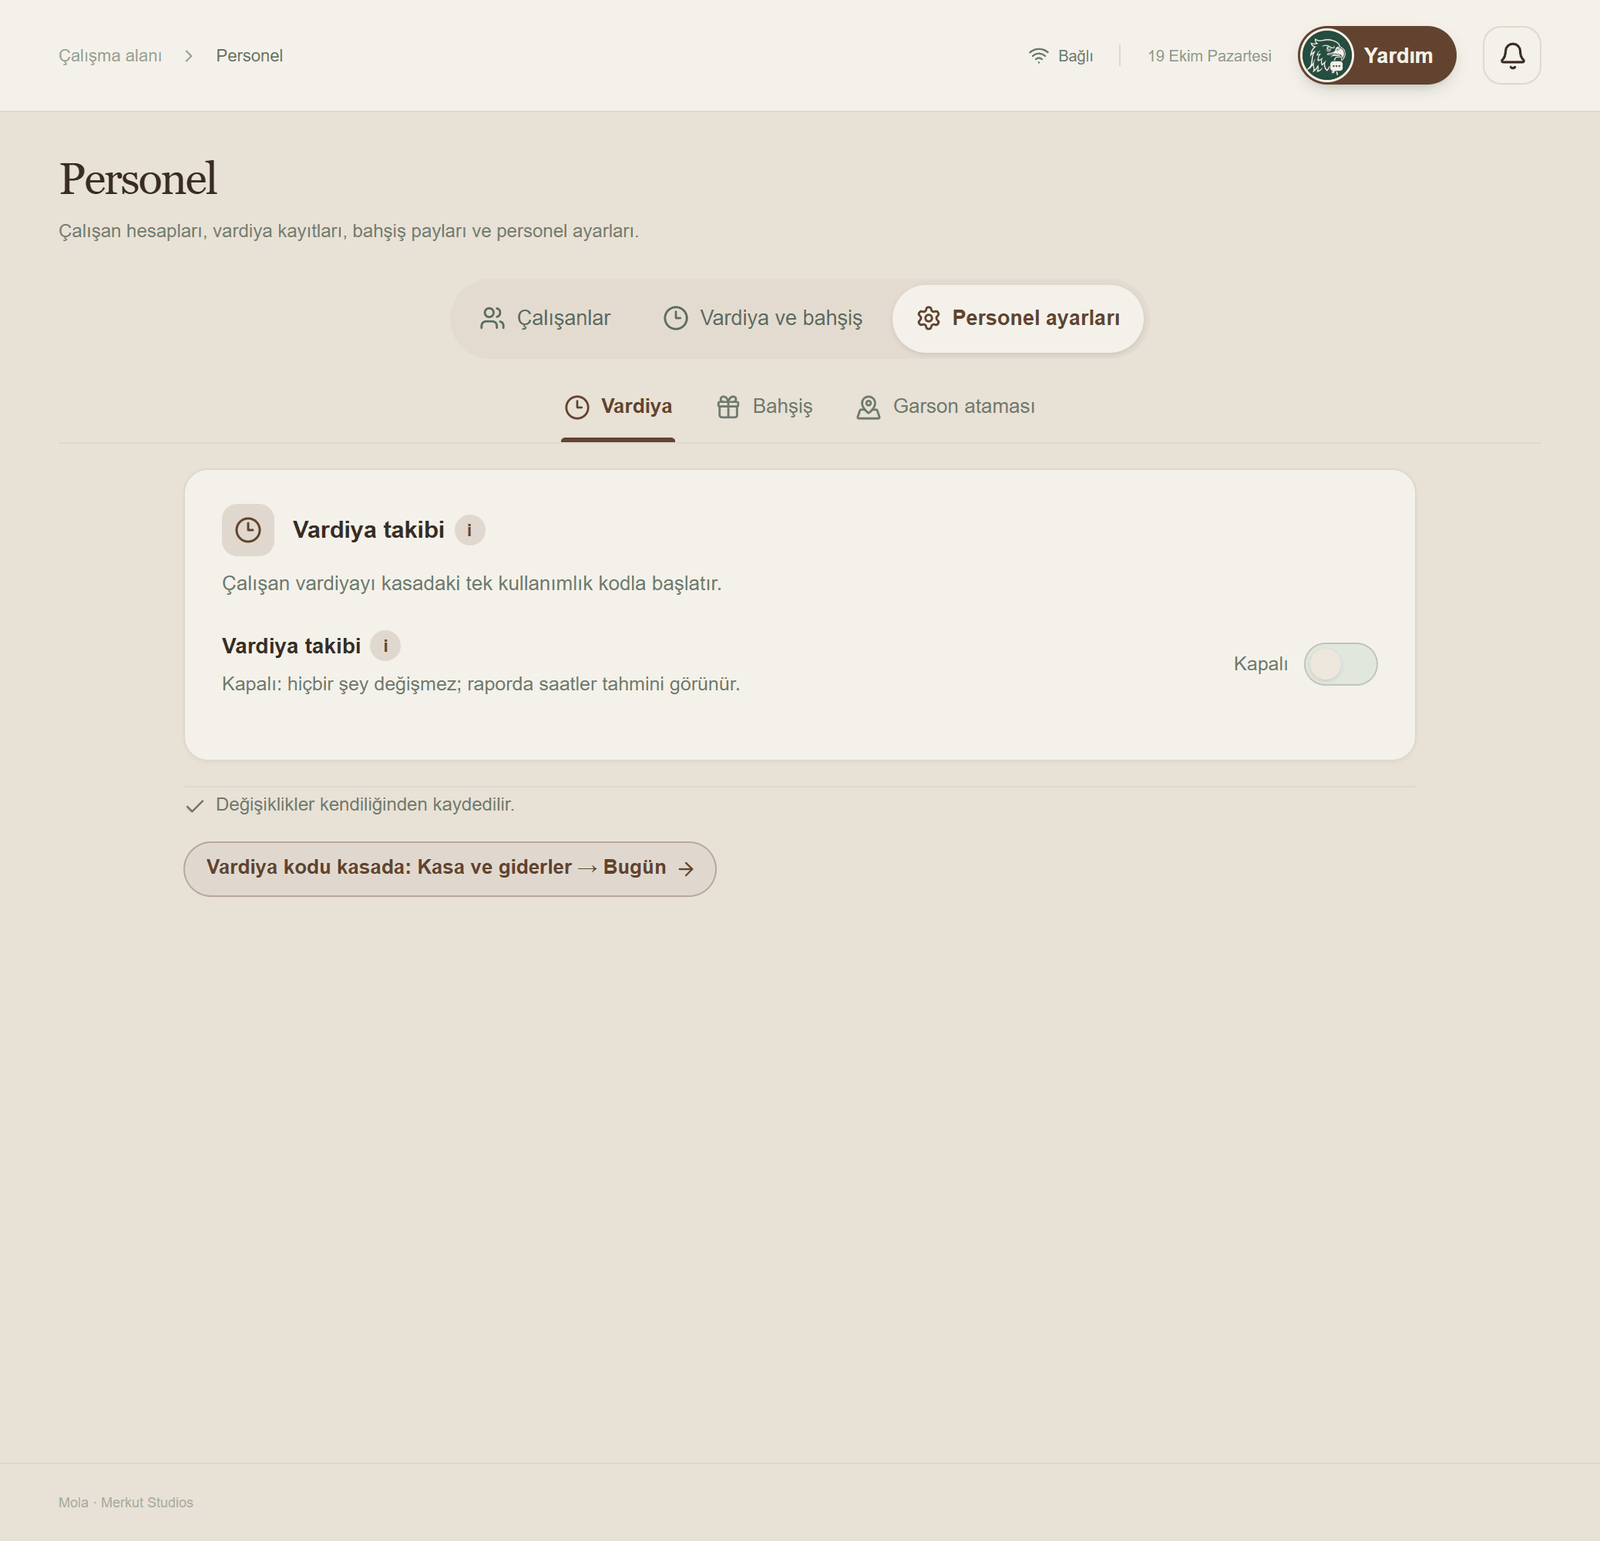 Çalışma alanı > Personel
Bağlı
19 Ekim Pazartesi
Yardım
Personel
Çalışan hesapları, vardiya kayıtları, bahşiş payları ve personel ayarları.
Çalışanlar
Vardiya ve bahşiş
Personel ayarları
Vardiya
Bahşiş
Garson ataması
Vardiya takibi i
Çalışan vardiyayı kasadaki tek kullanımlık kodla başlatır.
Vardiya takibi i
Kapalı: hiçbir şey değişmez; raporda saatler tahmini görünür.
Kapalı
Değişiklikler kendiliğinden kaydedilir.
Vardiya kodu kasada: Kasa ve giderler → Bugün →
Mola · Merkut Studios